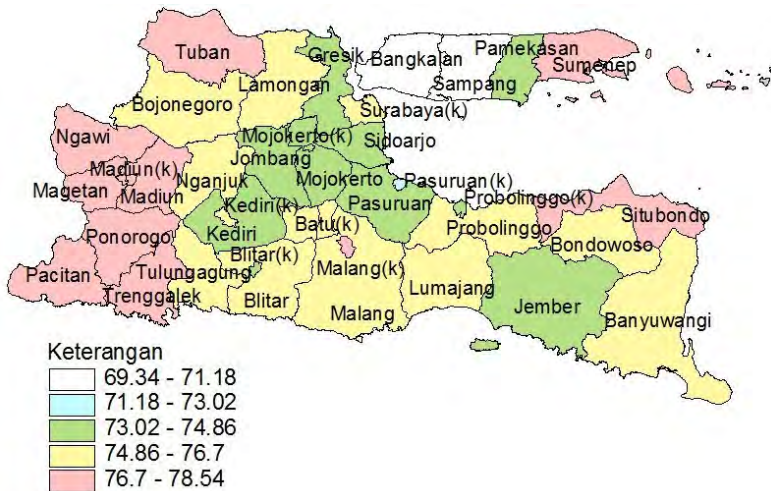 Tuban
Gresik
Bangkalan
Pamekasan
Sumenep
Lamongan
Sampang
Bojonegoro
Surabaya(k)
Ngawi
Mojokerto(k)
Sidoarjo
Jombang
Madiun(k)
Magetan
Madiun
Nganjuk
Mojokerto
Pasuruan(k)
Pasuruan
Probolinggo(k)
Kediri(k)
Situbondo
Ponorogo
Kediri
Batu(k)
Probolinggo
Bondowoso
Pacitan
Tulungagung
Blitar(k)
Malang(k)
Trenggalek
Blitar
Malang
Lumajang
Jember
Banyuwangi
Keterangan
69.34 - 71.18
71.18 - 73.02
73.02 - 74.86
74.86 - 76.7
76.7 - 78.54